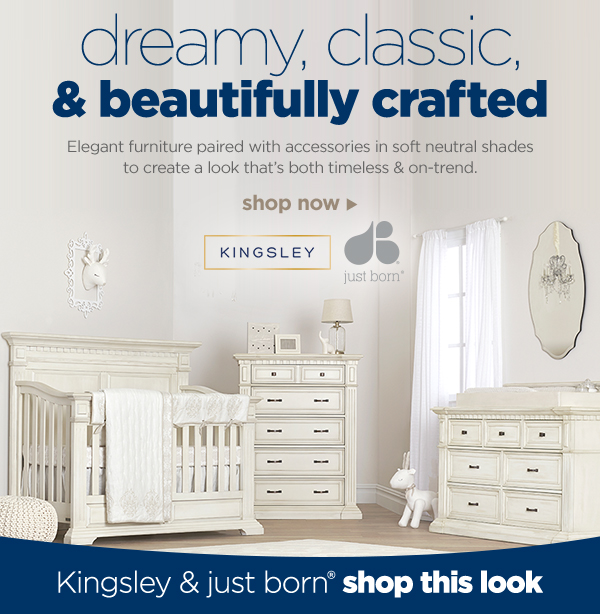 dreamy, classic,
& beautifully crafted
Elegant furniture paired with accessories in soft neutral shades
to create a look that's both timeless & on-trend.
shop now ▸
KINGSLEY
just born®
Kingsley & just born® shop this look